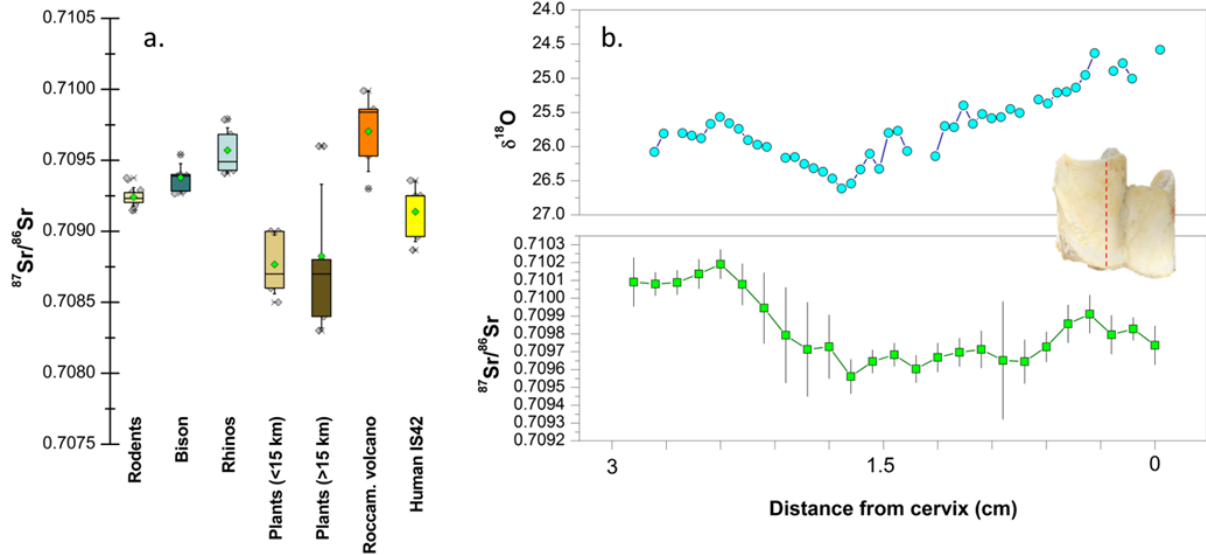 a.
0.7105
0.7100
0.7095
0.7090
0.7085
0.7080
0.7075
⁸⁷Sr/⁸⁶Sr
Rodents
Bison
Rhinos
Plants (<15 km)
Plants (>15 km)
Roccam. volcano
Human IS42
b.
24.0
24.5
25.0
25.5
26.0
26.5
27.0
δ¹⁸O
0.7103
0.7102
0.7101
0.7100
0.7099
0.7098
0.7097
0.7096
0.7095
0.7094
0.7093
0.7092
⁸⁷Sr/⁸⁶Sr
3
1.5
0
Distance from cervix (cm)